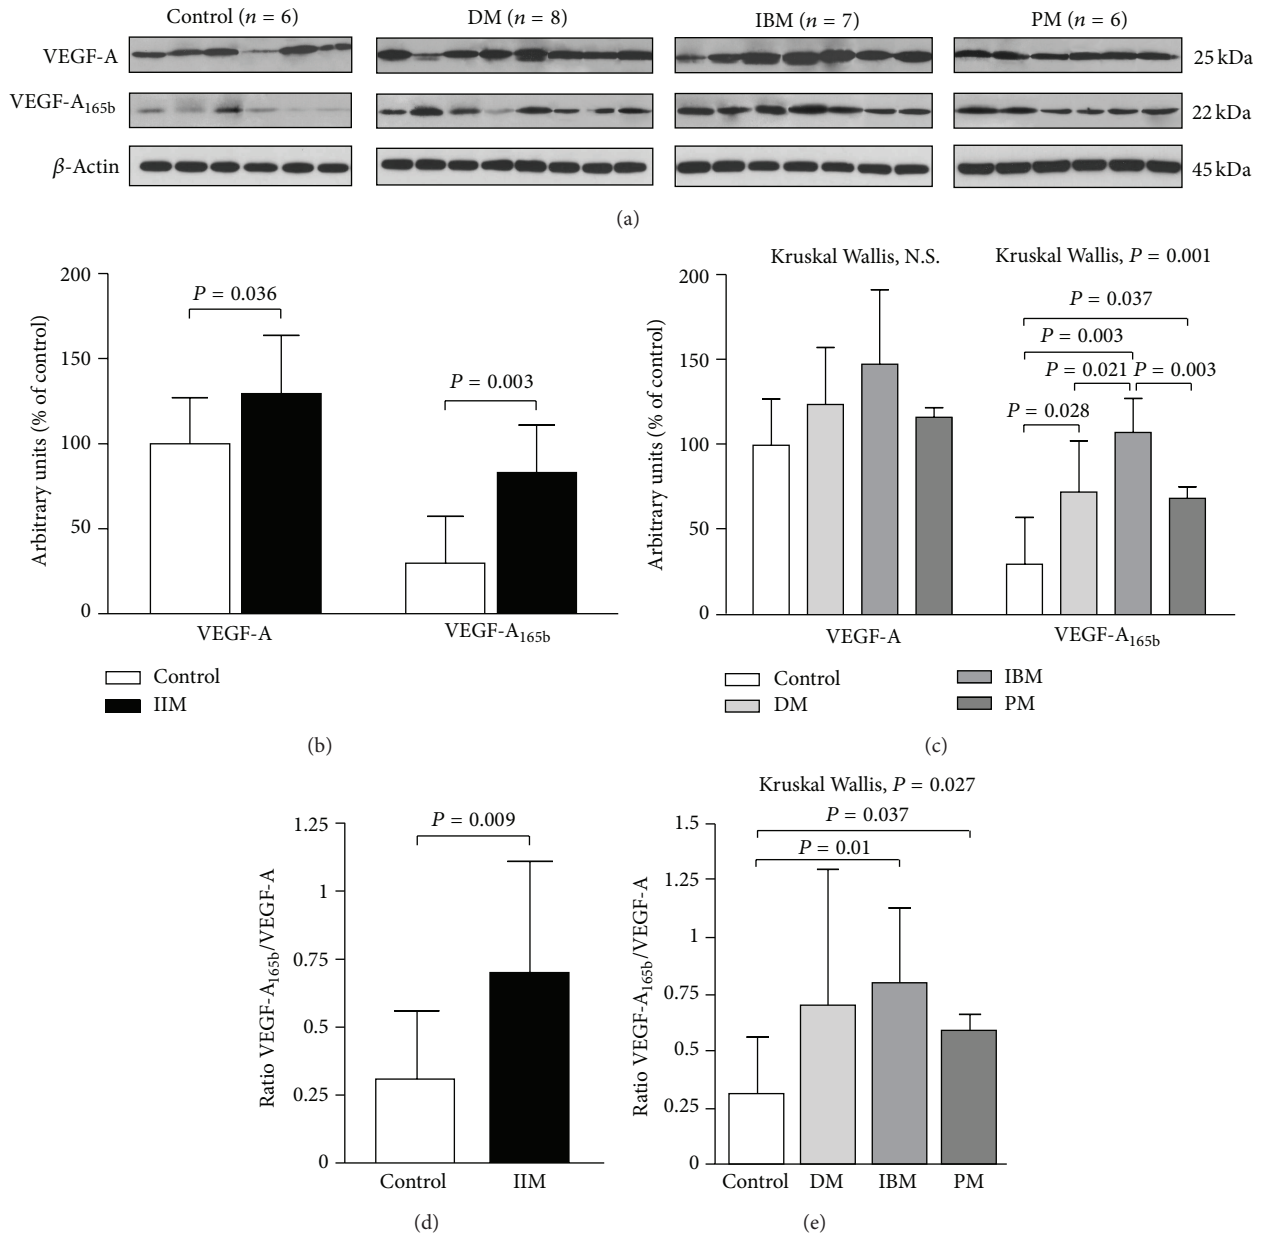 Control (n = 6) DM (n = 8) IBM (n = 7) PM (n = 6)
VEGF-A 25 kDa
VEGF-A165b 22 kDa
β-Actin 45 kDa
(a)
200
150
100
50
0
Arbitrary units (% of control)
P = 0.036
P = 0.003
VEGF-A VEGF-A165b
Control
IIM
(b)
Kruskal Wallis, N.S. Kruskal Wallis, P = 0.001
200
150
100
50
0
Arbitrary units (% of control)
P = 0.037
P = 0.003
P = 0.021 P = 0.003
P = 0.028
VEGF-A VEGF-A165b
Control IBM
DM PM
(c)
1.25
1
0.75
0.5
0.25
0
Ratio VEGF-A165b/VEGF-A
P = 0.009
Control IIM
(d)
Kruskal Wallis, P = 0.027
1.5
1.25
1
0.75
0.5
0.25
0
Ratio VEGF-A165b/VEGF-A
P = 0.037
P = 0.01
Control DM IBM PM
(e)